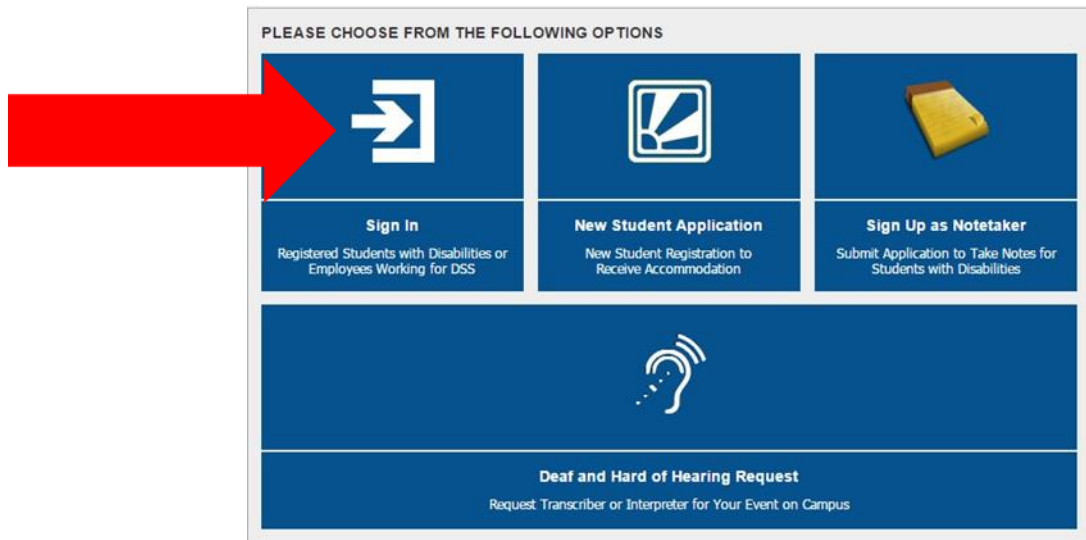 PLEASE CHOOSE FROM THE FOLLOWING OPTIONS
Sign In
Registered Students with Disabilities or
Employees Working for DSS
New Student Application
New Student Registration to
Receive Accommodation
Sign Up as Notetaker
Submit Application to Take Notes for
Students with Disabilities
Deaf and Hard of Hearing Request
Request Transcriber or Interpreter for Your Event on Campus